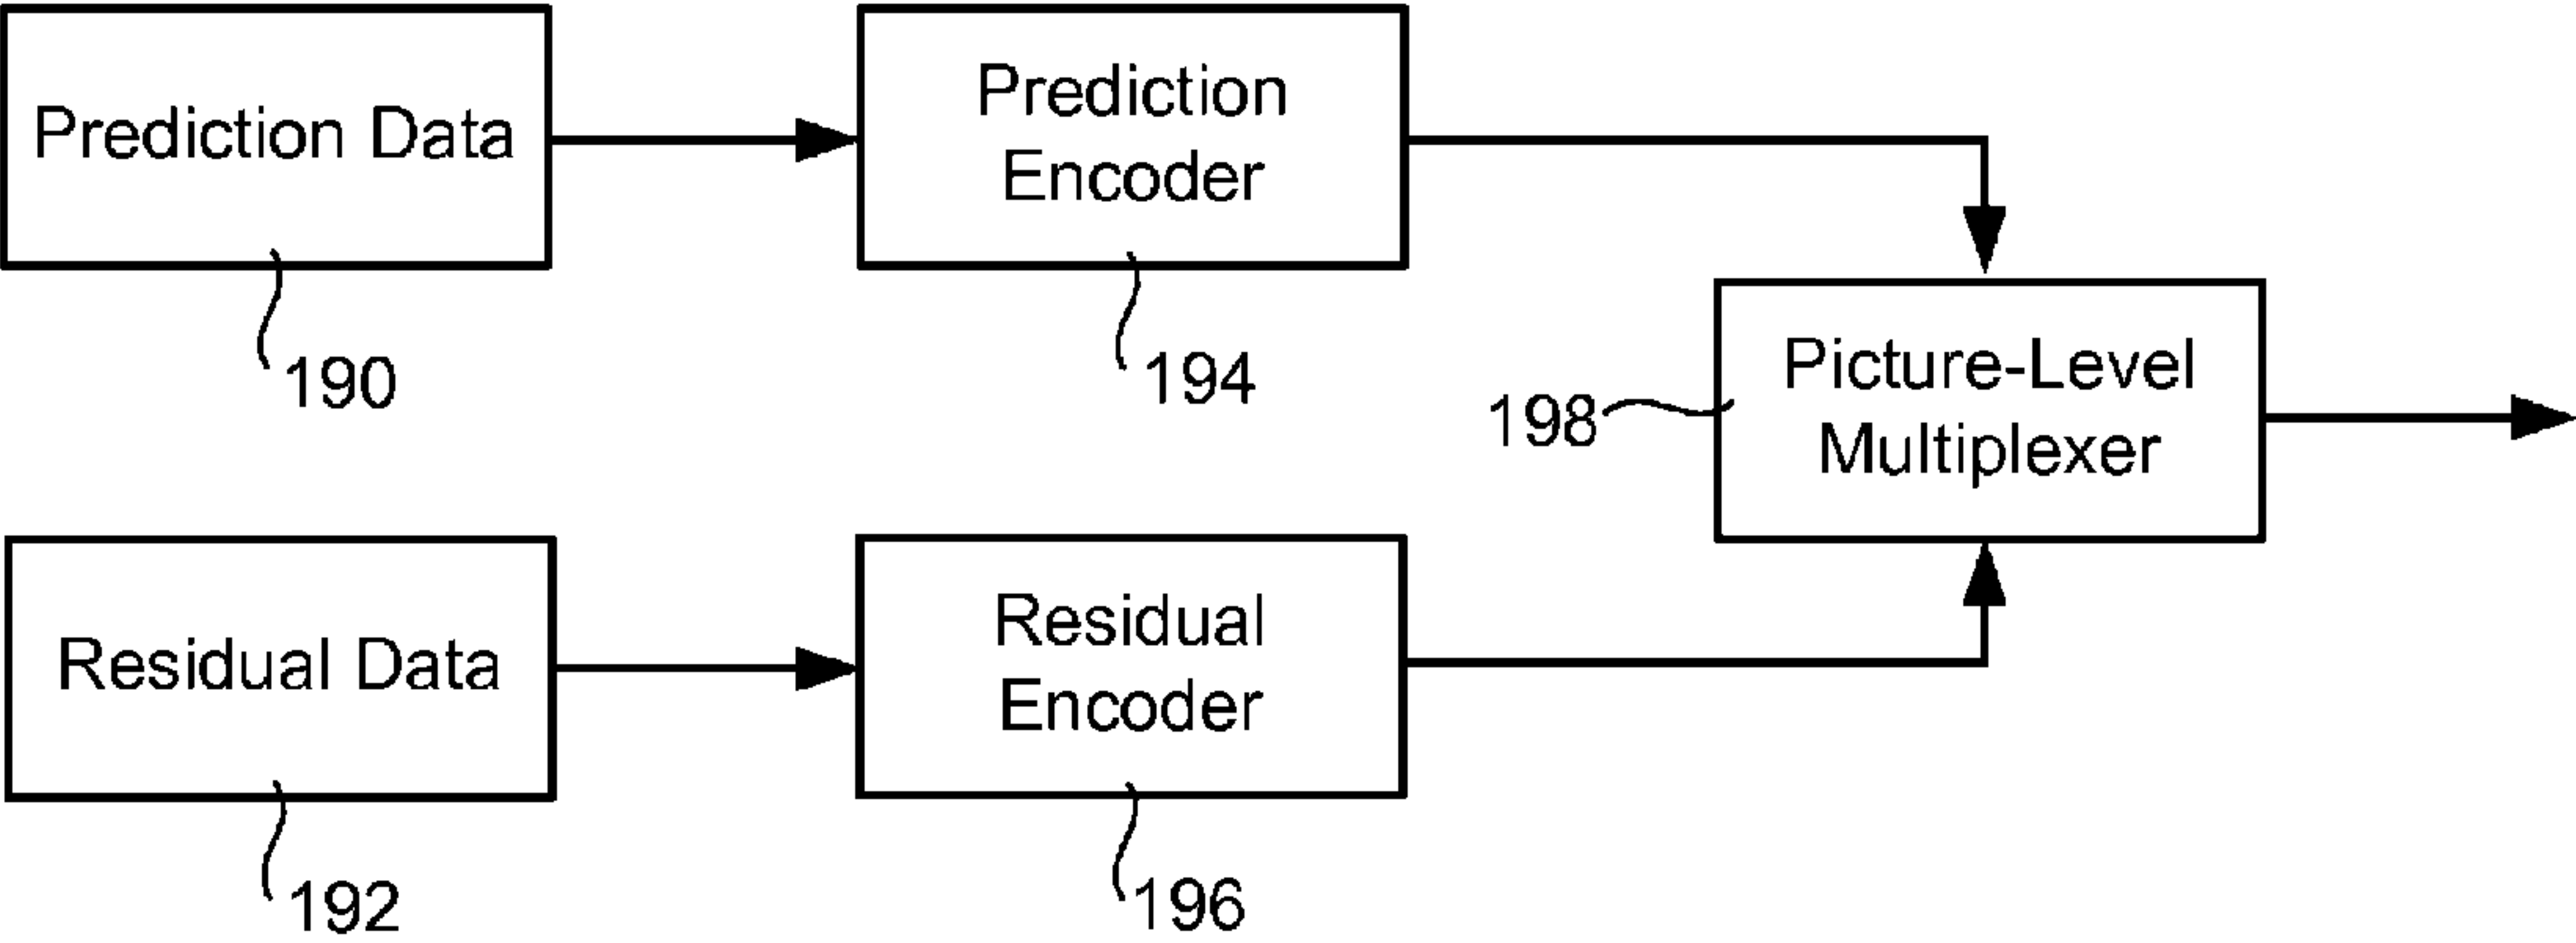 Prediction Data
190
Prediction
Encoder
194
198
Picture-Level
Multiplexer
Residual Data
192
Residual
Encoder
196